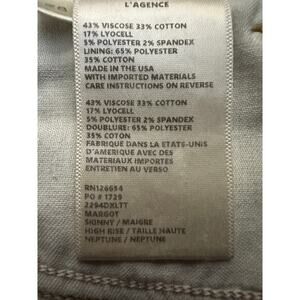 L'AGENCE
43% VISCOSE 33% COTTON
17% LYOCELL
5% POLYESTER 2% SPANDEX
LINING: 65% POLYESTER
35% COTTON
MADE IN THE USA
WITH IMPORTED MATERIALS
CARE INSTRUCTIONS ON REVERSE
43% VISCOSE 33% COTTON
17% LYOCELL
5% POLYESTER 2% SPANDEX
DOUBLURE: 65% POLYESTER
35% COTON
FABRIQUE DANS LA ETATS-UNIS
D'AMERIQUE AVEC DES
MATERIAUX IMPORTES
ENTRETIEN AU VERSO
RN126654
PO # 1729
2294DXLTT
MARGOT
SKINNY / MAIGRE
HIGH RISE / TAILLE HAUTE
NEPTUNE / NEPTUNE